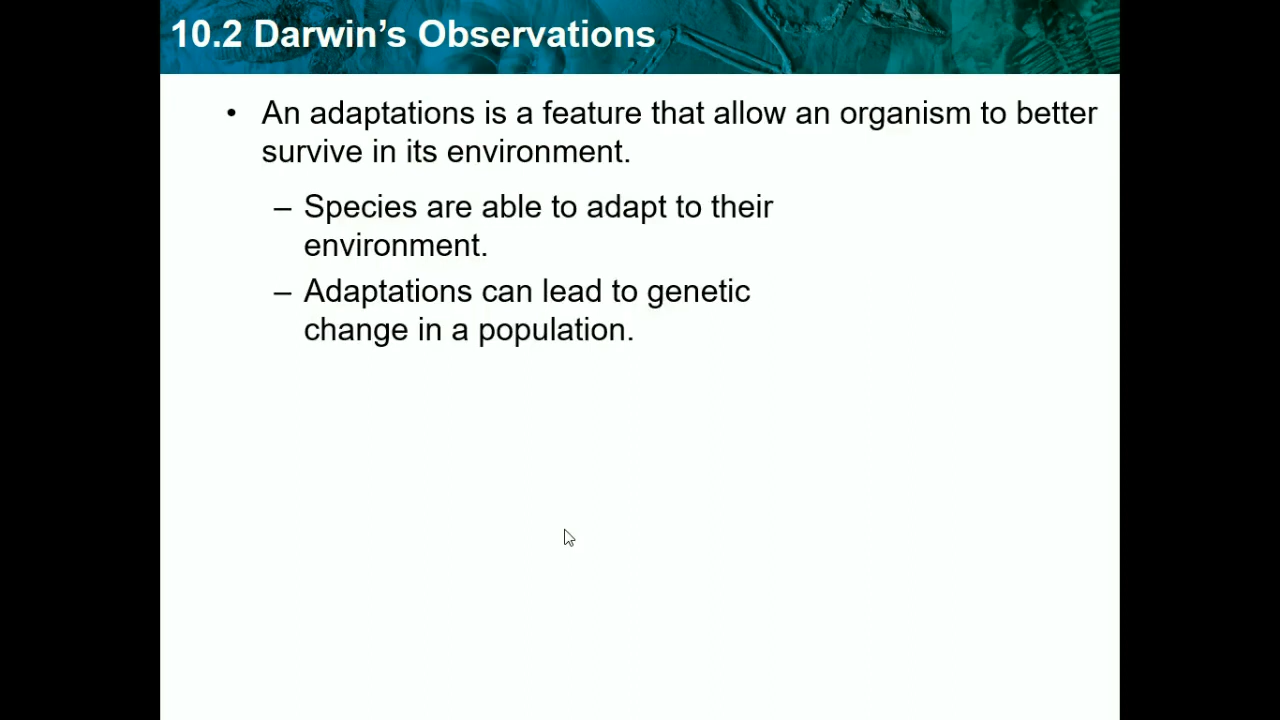 10.2 Darwin’s Observations
• An adaptations is a feature that allow an organism to better
survive in its environment.
– Species are able to adapt to their
environment.
– Adaptations can lead to genetic
change in a population.